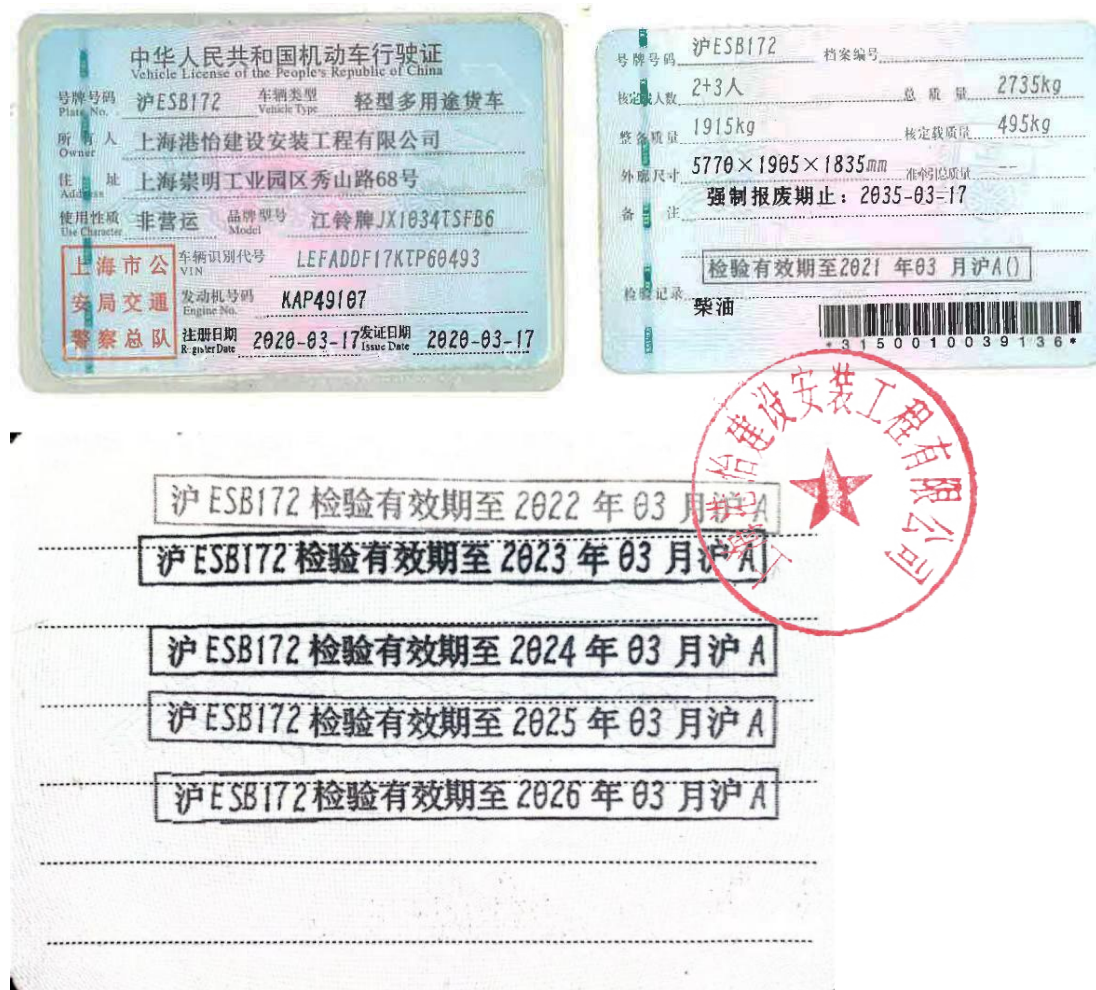 中华人民共和国机动车行驶证
Vehicle License of the People's Republic of China
号牌号码 Plate No. 沪ESB172 车辆类型 Vehicle Type 轻型多用途货车
所有人 Owner 上海港怡建设安装工程有限公司
住址 Address 上海崇明工业园区秀山路68号
使用性质 Use Character 非营运 品牌型号 Model 江铃牌JX1034TSFB6
上海市公安局交通警察总队
车辆识别代号 VIN LEFADDF17KTP60493
发动机号码 Engine No. KAP49107
注册日期 Register Date 2020-03-17 发证日期 Issue Date 2020-03-17
号牌号码 沪ESB172 档案编号
核定载人数 2+3人 总质量 2735kg
整备质量 1915kg 核定载质量 495kg
外廓尺寸 5770×1905×1835mm 准牵引总质量 --
备注 强制报废期止：2035-03-17
检验有效期至2021 年03 月沪A()
检验记录
柴油
*3150010039136*
上海港怡建设安装工程有限公司
沪ESB172检验有效期至2022年03月沪A
沪ESB172检验有效期至2023年03月沪A
沪ESB172检验有效期至2024年03月沪A
沪ESB172检验有效期至2025年03月沪A
沪ESB172检验有效期至2026年03月沪A